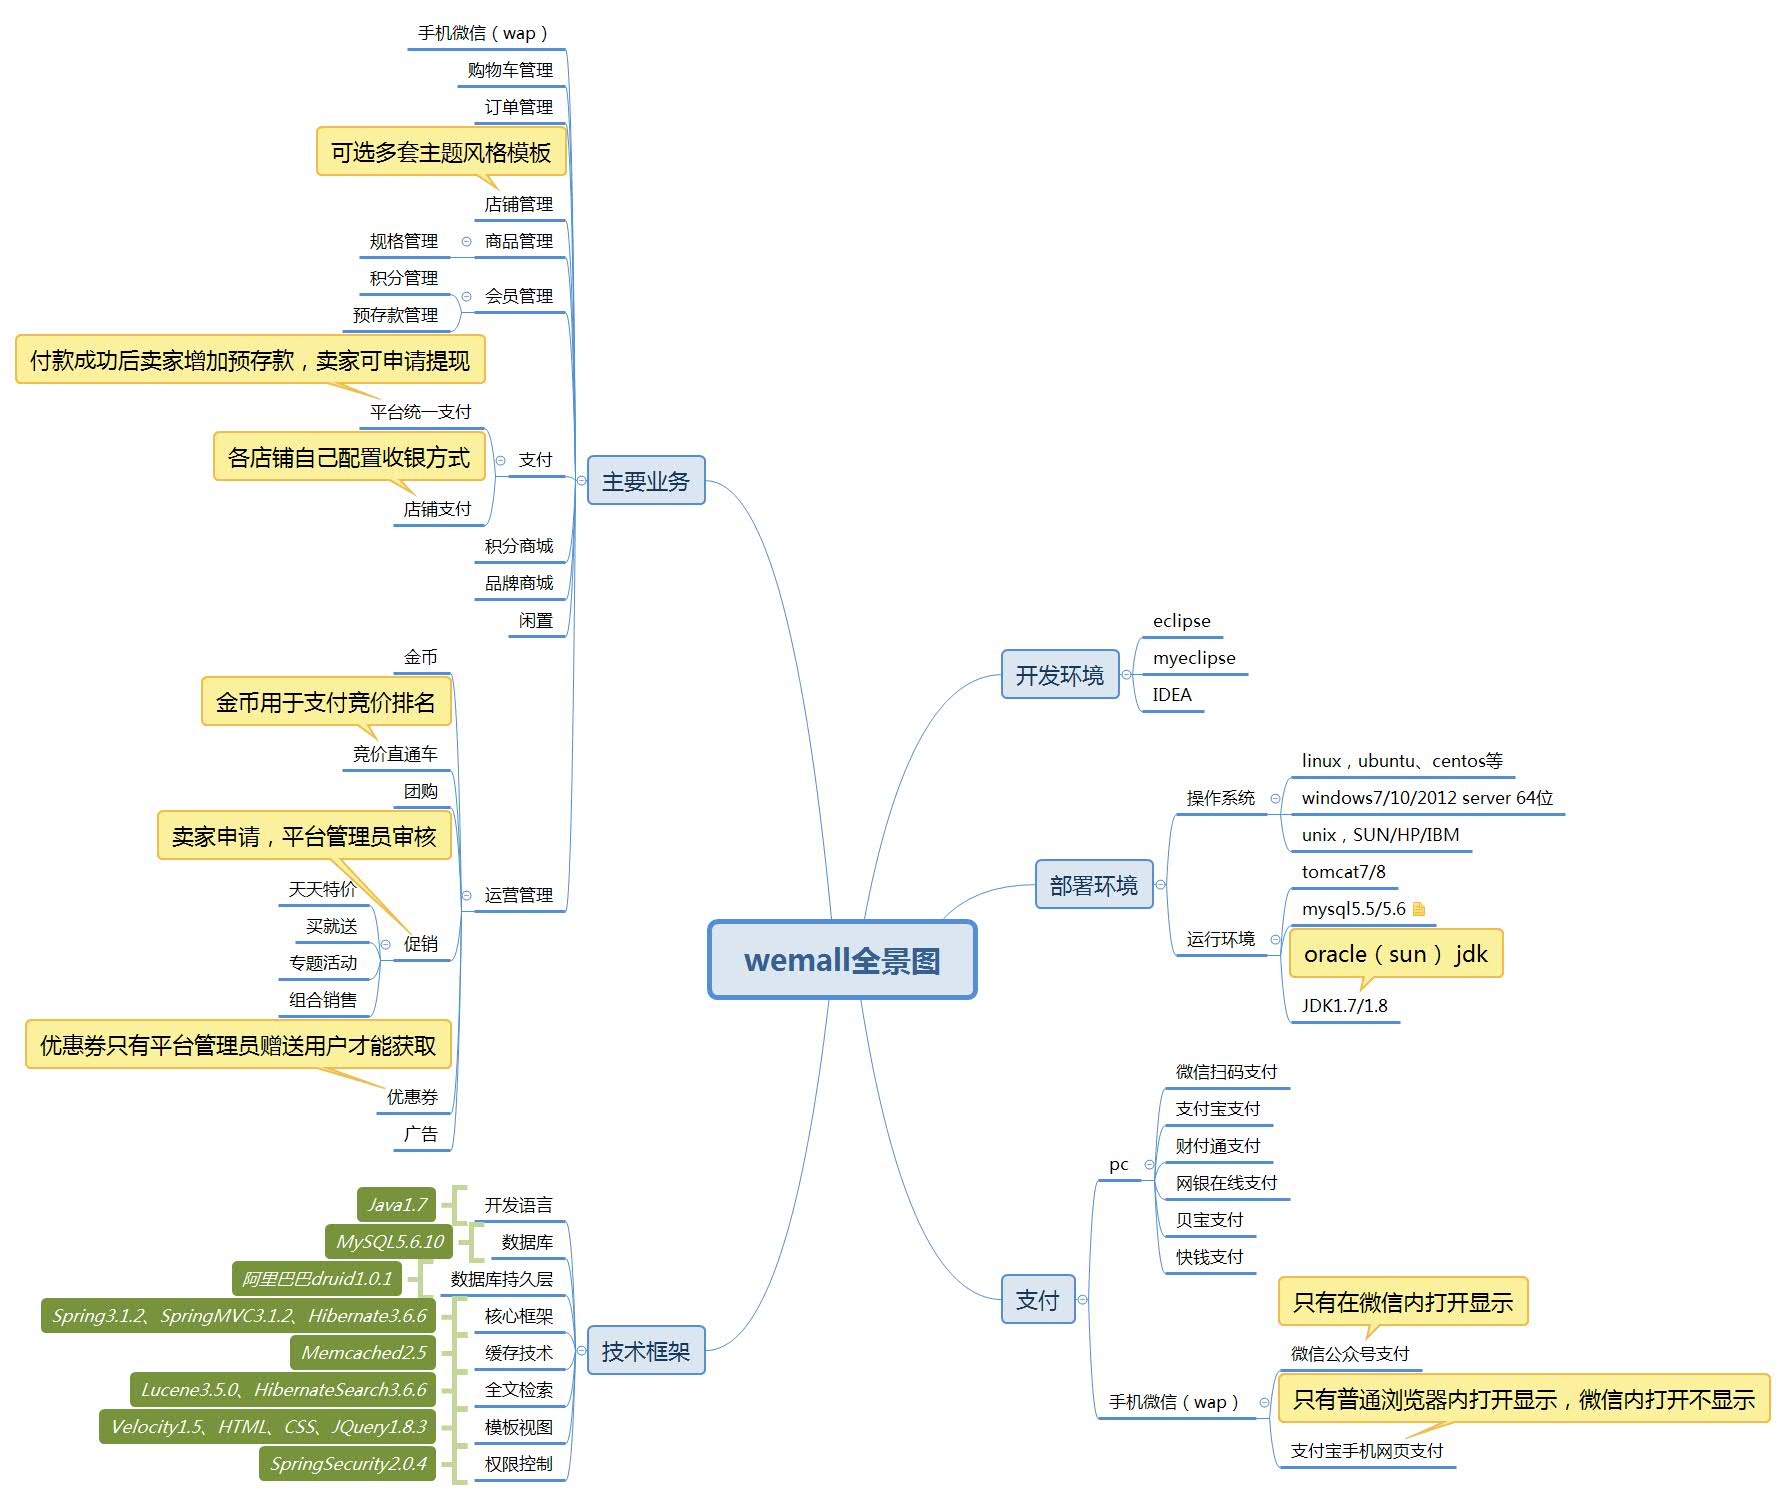 手机微信（wap）
购物车管理
订单管理
可选多套主题风格模板
店铺管理
规格管理
商品管理
积分管理
会员管理
预存款管理
付款成功后卖家增加预存款，卖家可申请提现
平台统一支付
各店铺自己配置收银方式
支付
店铺支付
主要业务
积分商城
品牌商城
闲置
金币
金币用于支付竞价排名
竞价直通车
团购
卖家申请，平台管理员审核
天天特价
运营管理
买就送
促销
专题活动
组合销售
优惠券只有平台管理员赠送用户才能获取
优惠券
广告
Java1.7
开发语言
MySQL5.6.10
数据库
阿里巴巴druid1.0.1
数据库持久层
Spring3.1.2、SpringMVC3.1.2、Hibernate3.6.6
核心框架
Memcached2.5
缓存技术
技术框架
Lucene3.5.0、HibernateSearch3.6.6
全文检索
Velocity1.5、HTML、CSS、JQuery1.8.3
模板视图
SpringSecurity2.0.4
权限控制
wemall全景图
开发环境
eclipse
myeclipse
IDEA
部署环境
操作系统
linux，ubuntu、centos等
windows7/10/2012 server 64位
unix，SUN/HP/IBM
运行环境
tomcat7/8
mysql5.5/5.6
oracle（sun） jdk
JDK1.7/1.8
支付
pc
微信扫码支付
支付宝支付
财付通支付
网银在线支付
贝宝支付
快钱支付
手机微信（wap）
只有在微信内打开显示
微信公众号支付
只有普通浏览器内打开显示，微信内打开不显示
支付宝手机网页支付